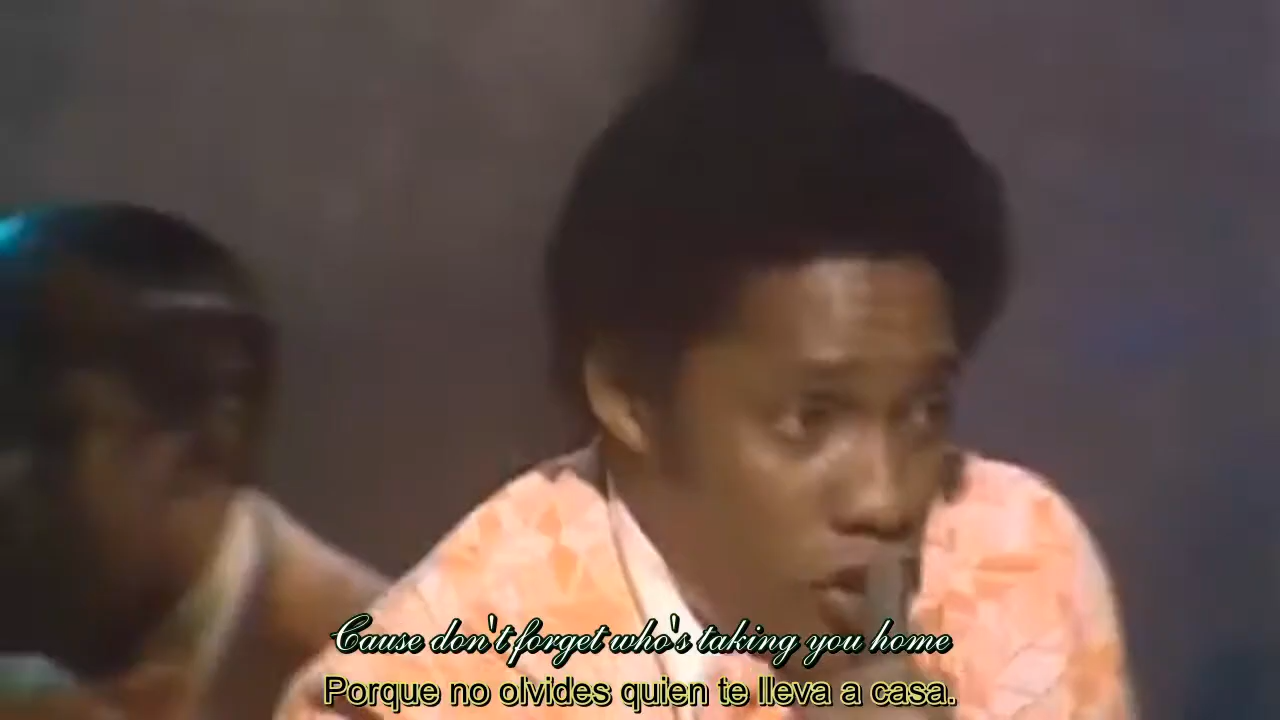 Cause don't forget who's taking you home
Porque no olvides quien te lleva a casa.